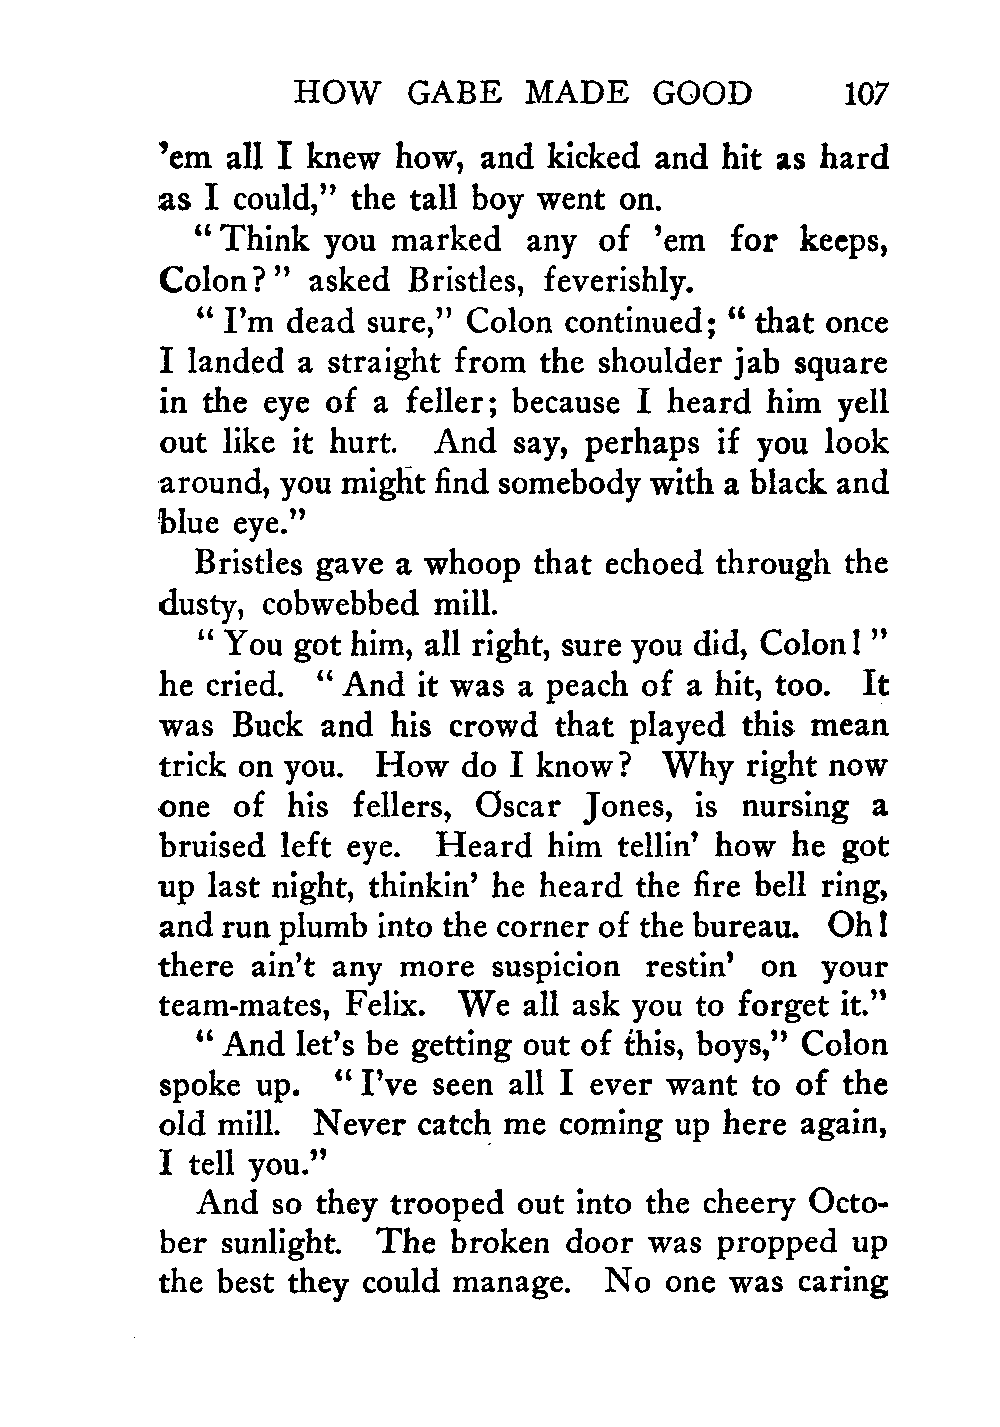 HOW GABE MADE GOOD 107
'em all I knew how, and kicked and hit as hard
as I could," the tall boy went on.
"Think you marked any of 'em for keeps,
Colon?" asked Bristles, feverishly.
"I'm dead sure," Colon continued; "that once
I landed a straight from the shoulder jab square
in the eye of a feller; because I heard him yell
out like it hurt. And say, perhaps if you look
around, you might find somebody with a black and
blue eye."
Bristles gave a whoop that echoed through the
dusty, cobwebbed mill.
"You got him, all right, sure you did, Colon!"
he cried. "And it was a peach of a hit, too. It
was Buck and his crowd that played this mean
trick on you. How do I know? Why right now
one of his fellers, Oscar Jones, is nursing a
bruised left eye. Heard him tellin' how he got
up last night, thinkin' he heard the fire bell ring,
and run plumb into the corner of the bureau. Oh!
there ain't any more suspicion restin' on your
team-mates, Felix. We all ask you to forget it."
"And let's be getting out of this, boys," Colon
spoke up. "I've seen all I ever want to of the
old mill. Never catch me coming up here again,
I tell you."
And so they trooped out into the cheery Octo-
ber sunlight. The broken door was propped up
the best they could manage. No one was caring